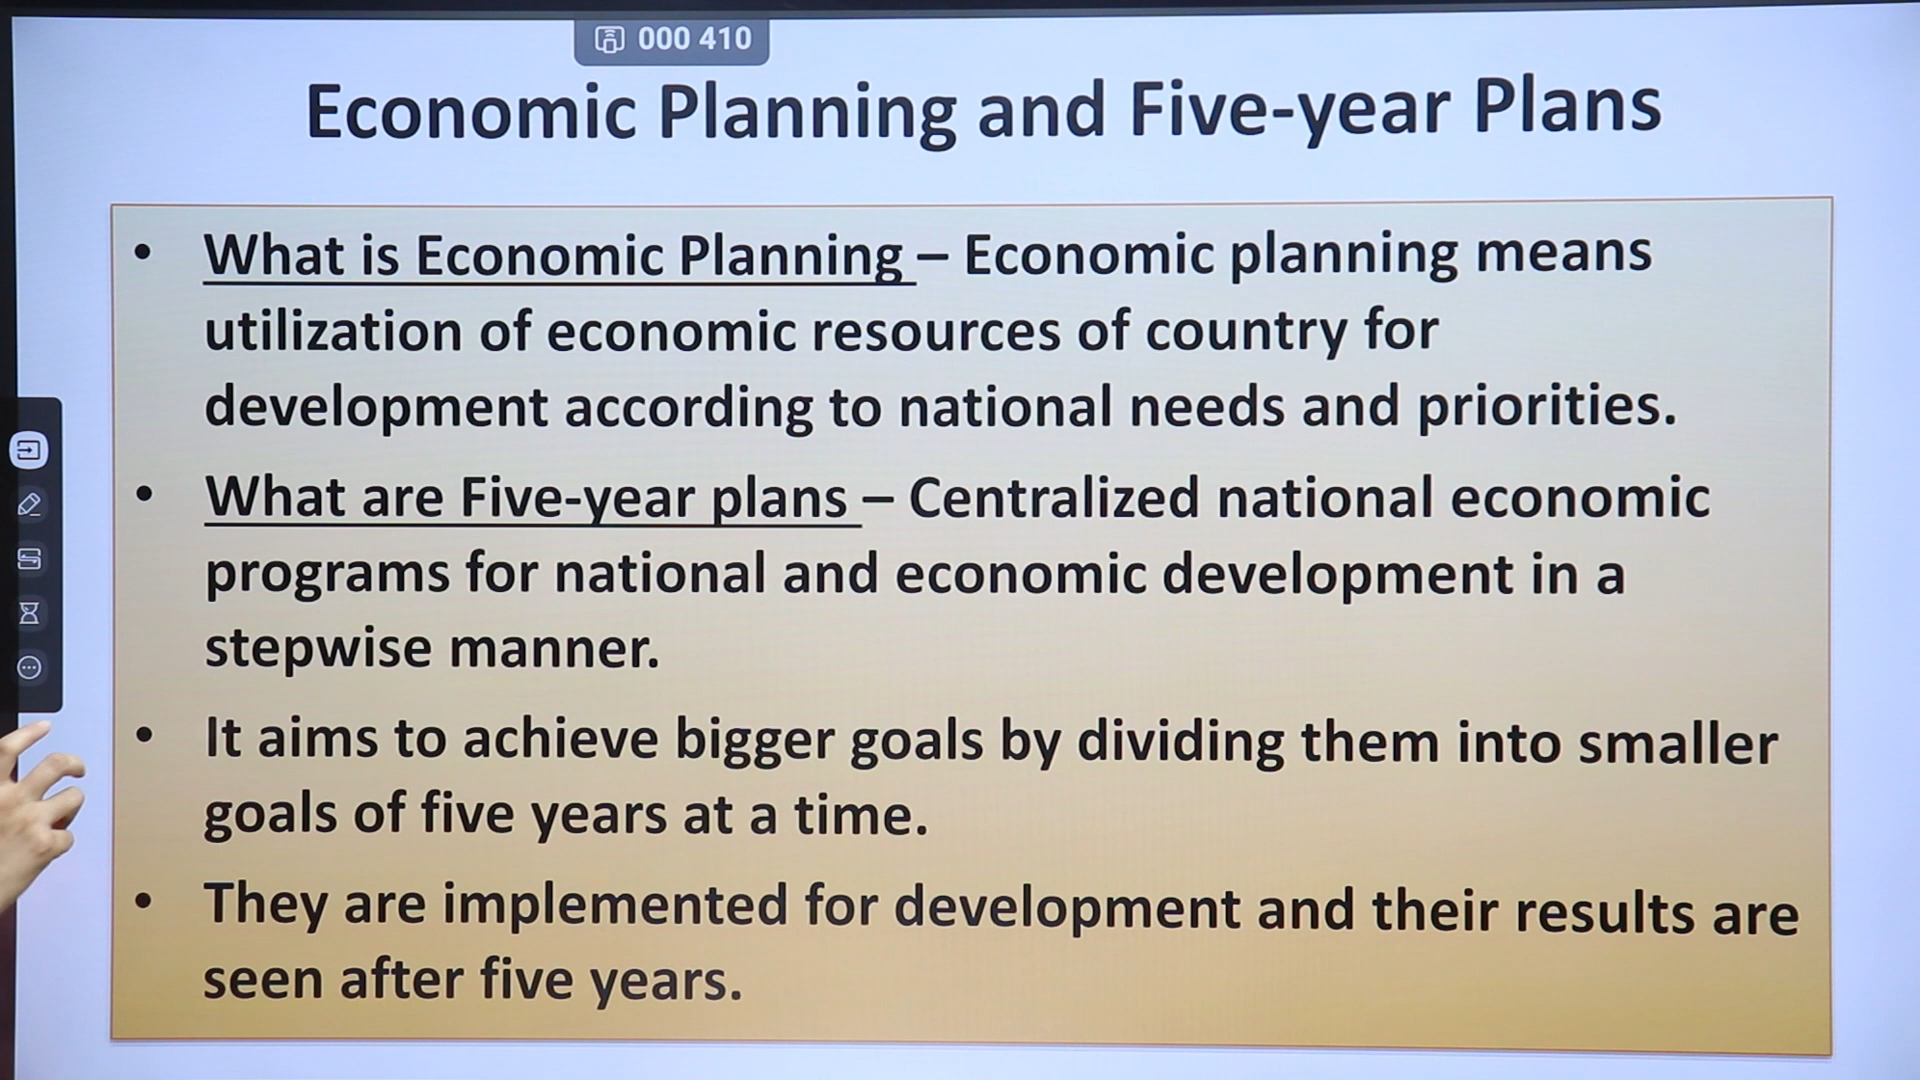 000 410
Economic Planning and Five-year Plans
• What is Economic Planning – Economic planning means
utilization of economic resources of country for
development according to national needs and priorities.
• What are Five-year plans – Centralized national economic
programs for national and economic development in a
stepwise manner.
• It aims to achieve bigger goals by dividing them into smaller
goals of five years at a time.
• They are implemented for development and their results are
seen after five years.